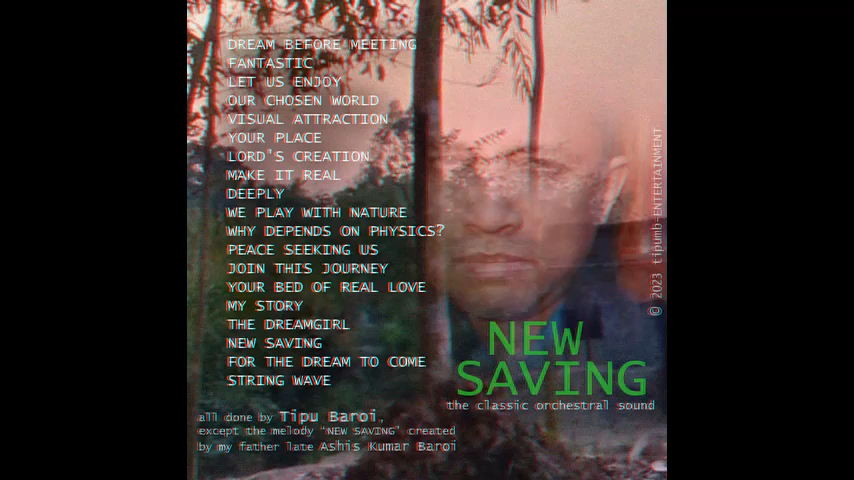 DREAM BEFORE MEETING
FANTASTIC
LET US ENJOY
OUR CHOSEN WORLD
VISUAL ATTRACTION
YOUR PLACE
LORD"S CREATION
MAKE IT REAL
DEEPLY
WE PLAY WITH NATURE
WHY DEPENDS ON PHYSICS?
PEACE SEEKING US
JOIN THIS JOURNEY
YOUR BED OF REAL LOVE
MY STORY
THE DREAMGIRL
NEW SAVING
FOR THE DREAM TO COME
STRING WAVE
all done by Tipu Baroi,
except the melody "NEW SAVING" created
by my father late Ashis Kumar Baroi
NEW
SAVING
the classic orchestral sound
© 2023 tipumb-ENTERTAINMENT